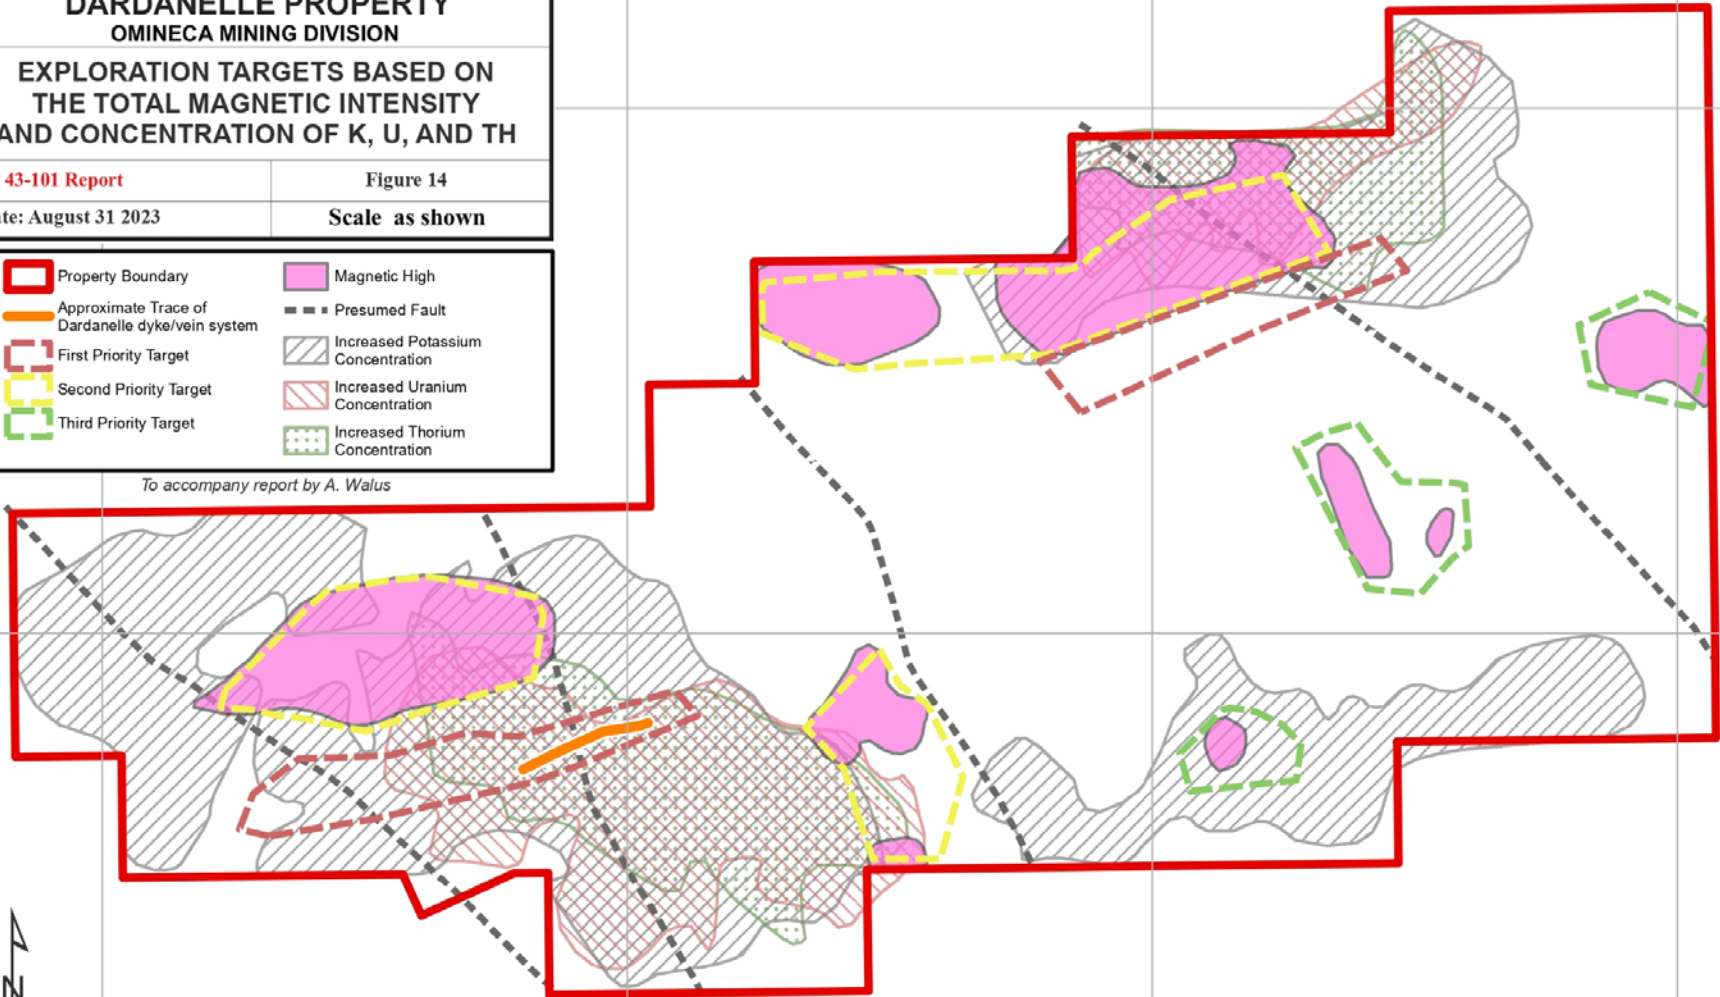 DARDANELLE PROPERTY
OMINECA MINING DIVISION
EXPLORATION TARGETS BASED ON
THE TOTAL MAGNETIC INTENSITY
AND CONCENTRATION OF K, U, AND TH
43-101 Report
Figure 14
te: August 31 2023
Scale as shown
Property Boundary
Magnetic High
Approximate Trace of
Dardanelle dyke/vein system
Presumed Fault
First Priority Target
Increased Potassium
Concentration
Second Priority Target
Increased Uranium
Concentration
Third Priority Target
Increased Thorium
Concentration
To accompany report by A. Walus
N